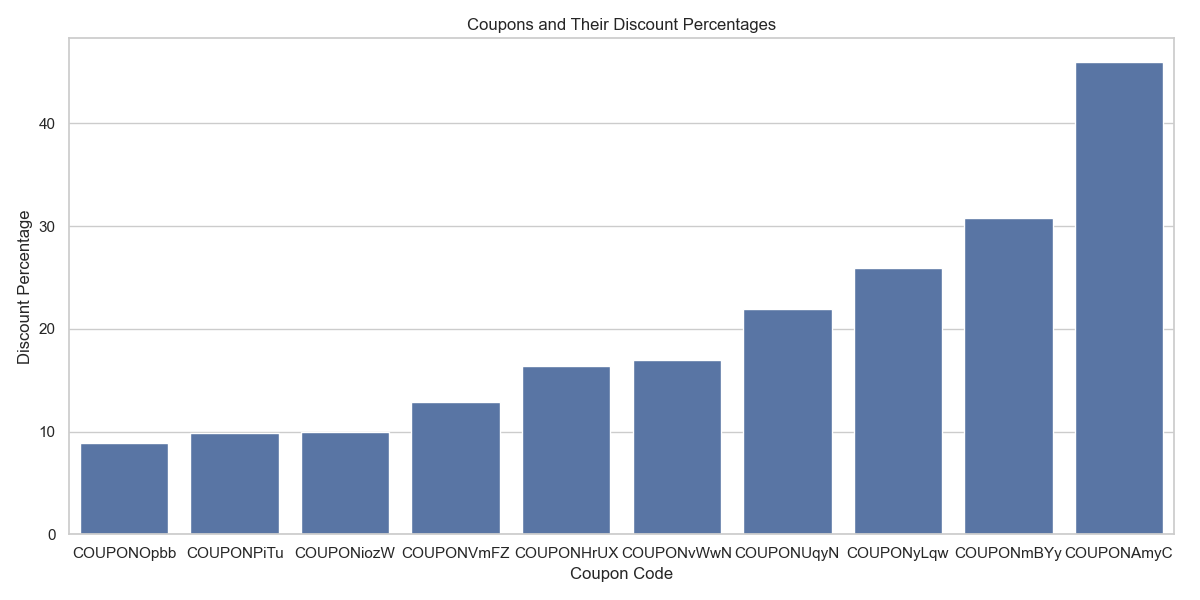 Coupons and Their Discount Percentages
Discount Percentage
40
30
20
10
0
COUPONOpbb COUPONPiTu COUPONiozW COUPONVmFZ COUPONHrUX COUPONvWwN COUPONUqyN COUPONyLqw COUPONmBYy COUPONAmyC
Coupon Code